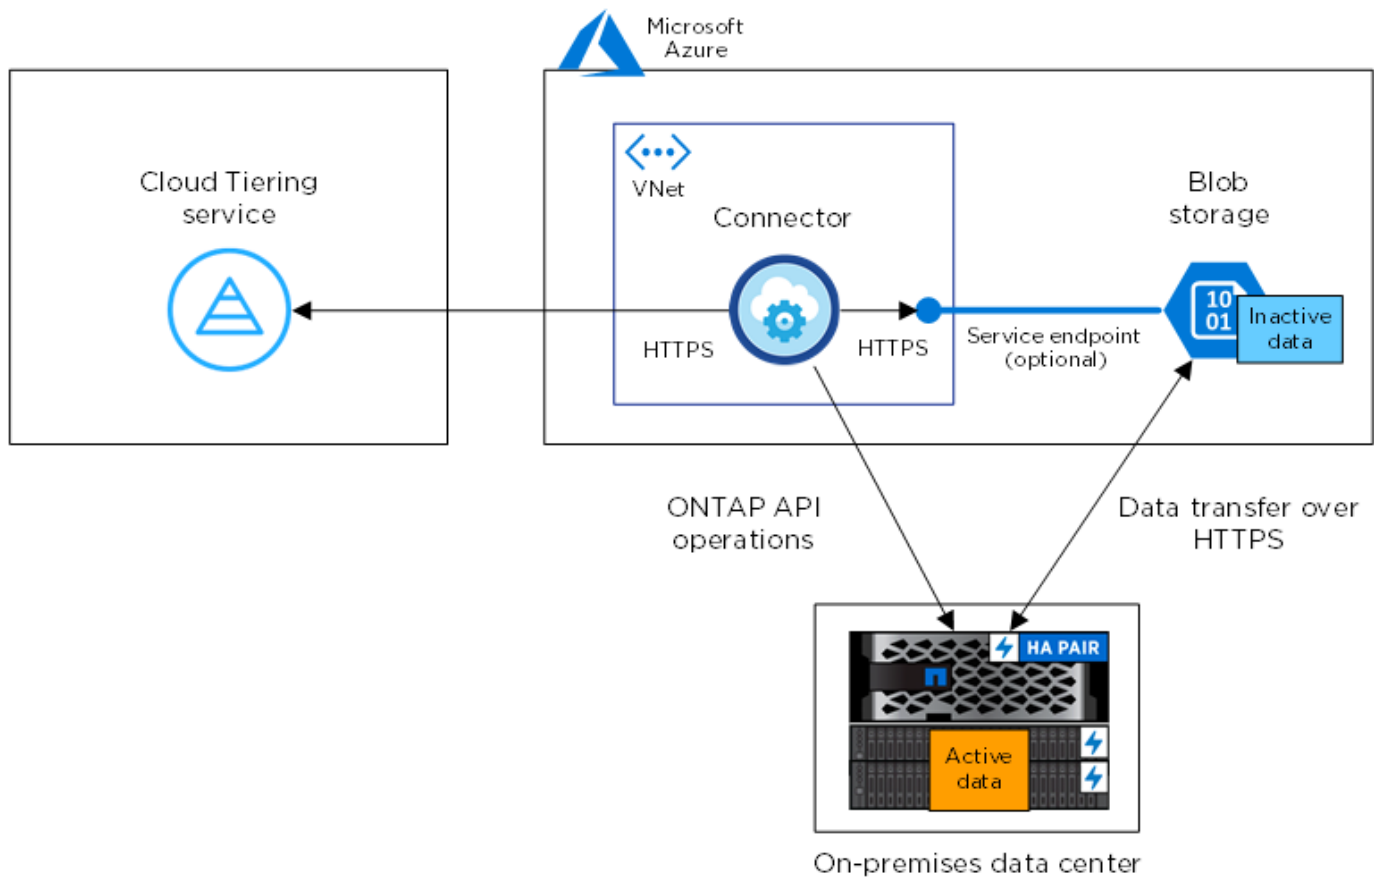 Microsoft
Azure
Cloud Tiering
service
VNet
Connector
Blob
storage
10
01
Inactive
data
HTTPS
HTTPS
Service endpoint
(optional)
ONTAP API
operations
Data transfer over
HTTPS
HA PAIR
Active
data
On-premises data center